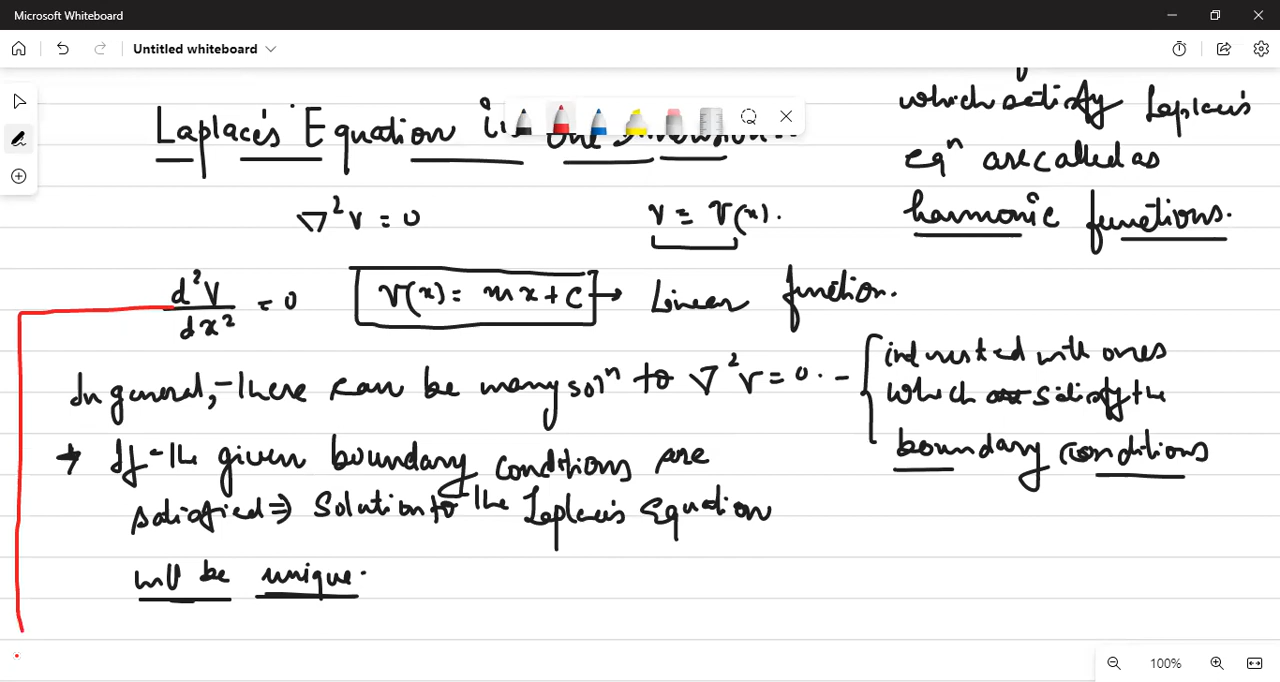 Microsoft Whiteboard
Untitled whiteboard
Laplace's Equation in one dimension.
which satisfy Laplace's
eqⁿ are called as
harmonic functions.
∇²V = 0
V = V(x).
d²V/dx² = 0
V(x) = mx + C → Linear function.
In general, there can be many solⁿ to ∇²V = 0. -
interested with ones
which satisfy the
boundary conditions
→ If the given boundary conditions are
satisfied ⇒ Solution to the Laplace's Equation
will be unique.
100%